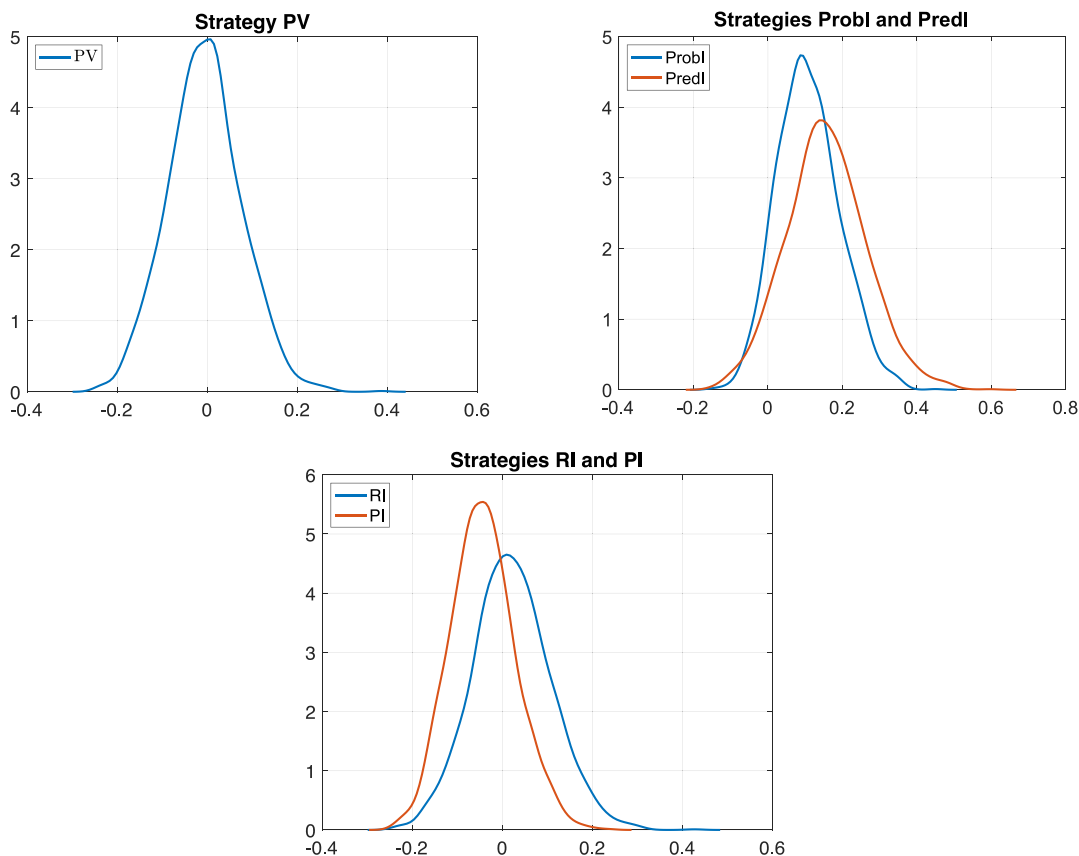 Strategy PV
PV
5
4
3
2
1
0
-0.4 -0.2 0 0.2 0.4 0.6
Strategies ProbI and PredI
ProbI
PredI
5
4
3
2
1
0
-0.4 -0.2 0 0.2 0.4 0.6 0.8
Strategies RI and PI
RI
PI
6
5
4
3
2
1
0
-0.4 -0.2 0 0.2 0.4 0.6